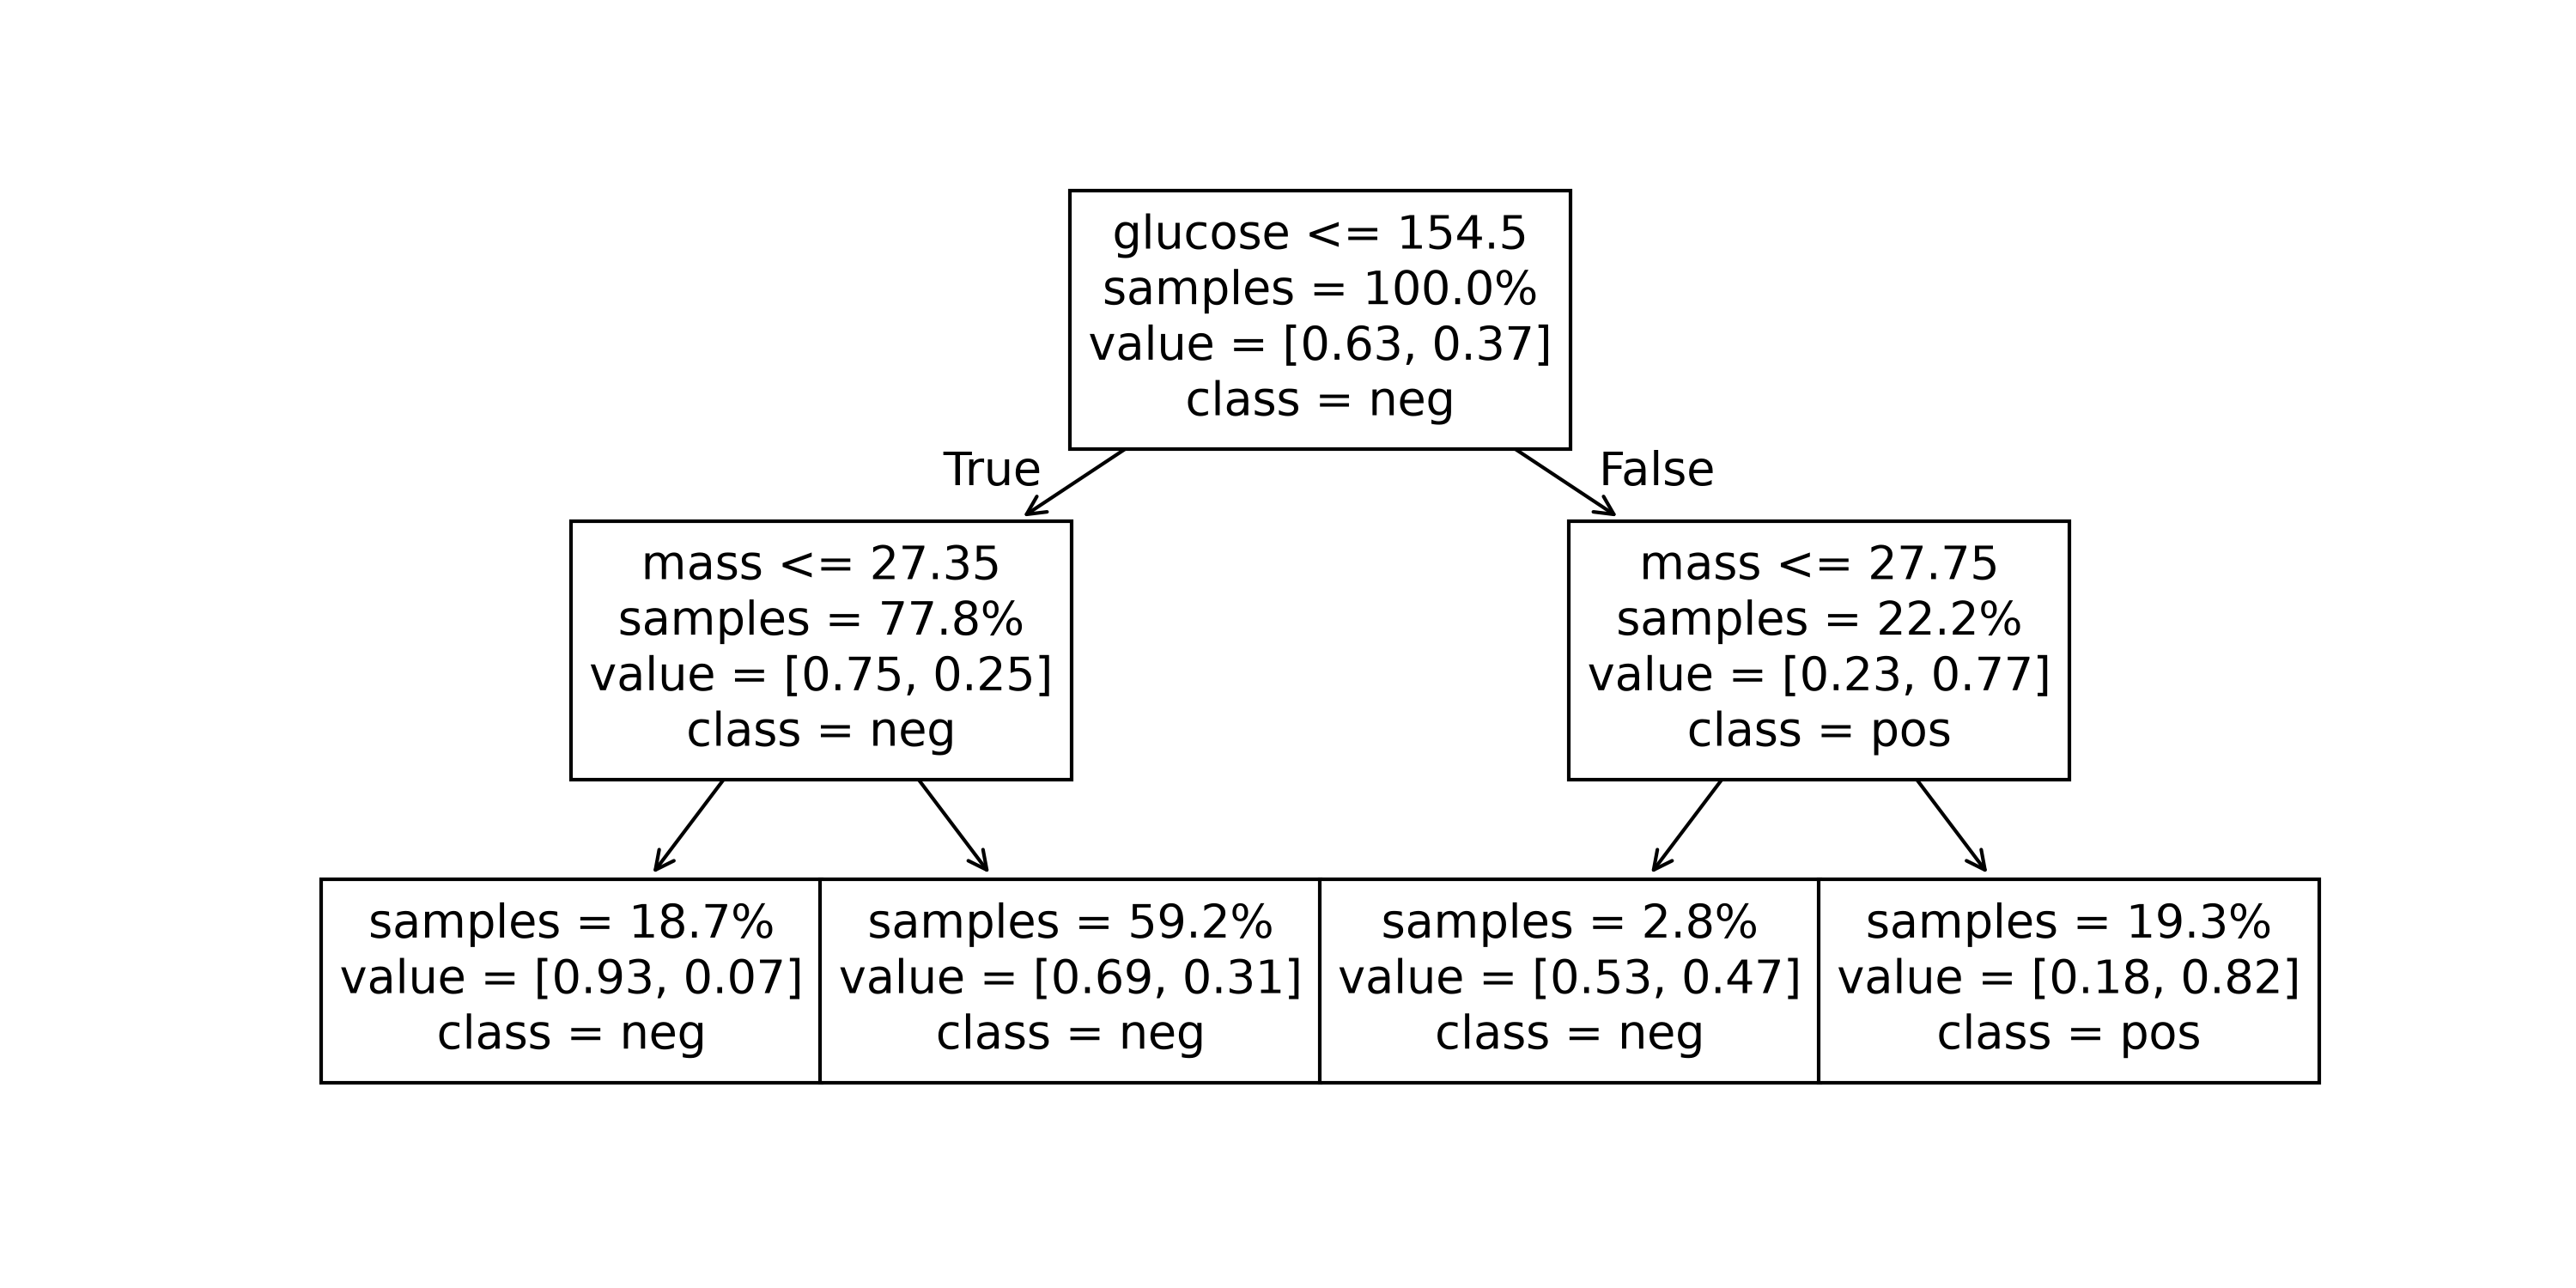 glucose <= 154.5
samples = 100.0%
value = [0.63, 0.37]
class = neg
True
False
mass <= 27.35
samples = 77.8%
value = [0.75, 0.25]
class = neg
mass <= 27.75
samples = 22.2%
value = [0.23, 0.77]
class = pos
samples = 18.7%
value = [0.93, 0.07]
class = neg
samples = 59.2%
value = [0.69, 0.31]
class = neg
samples = 2.8%
value = [0.53, 0.47]
class = neg
samples = 19.3%
value = [0.18, 0.82]
class = pos